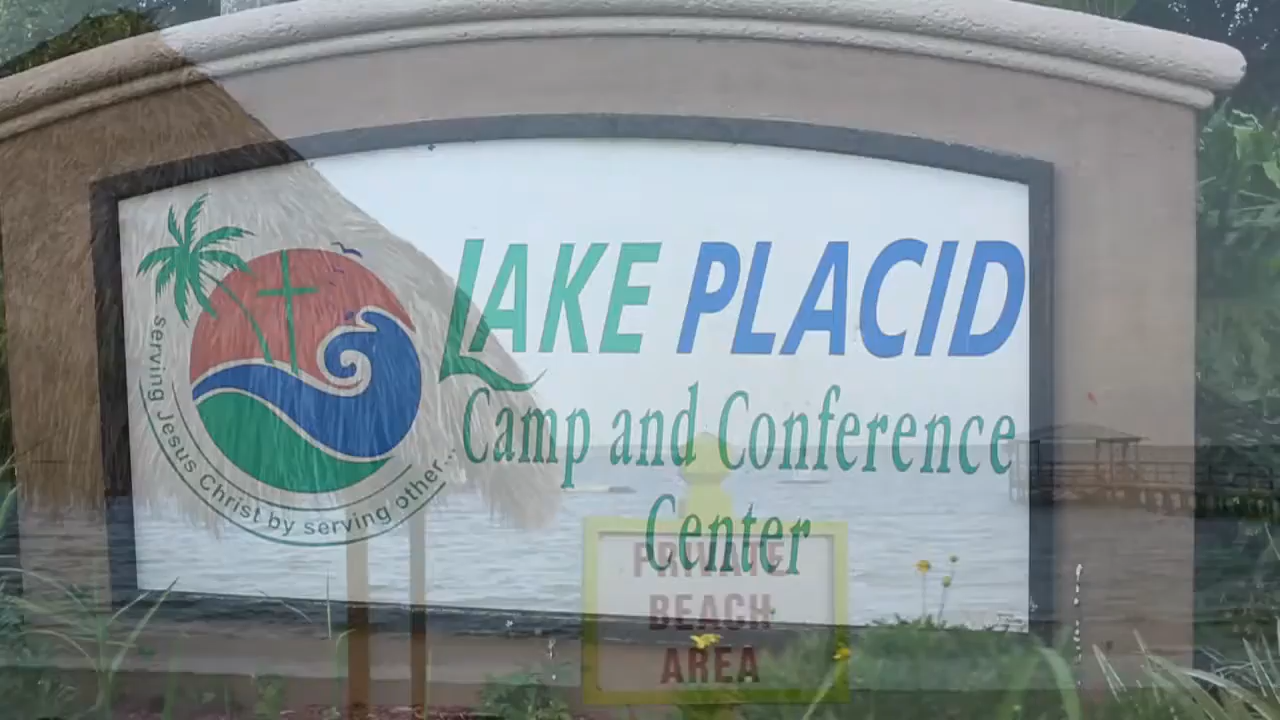 LAKE PLACID
Camp and Conference
Center
serving Jesus Christ by serving other...
PRIVATE
BEACH
AREA